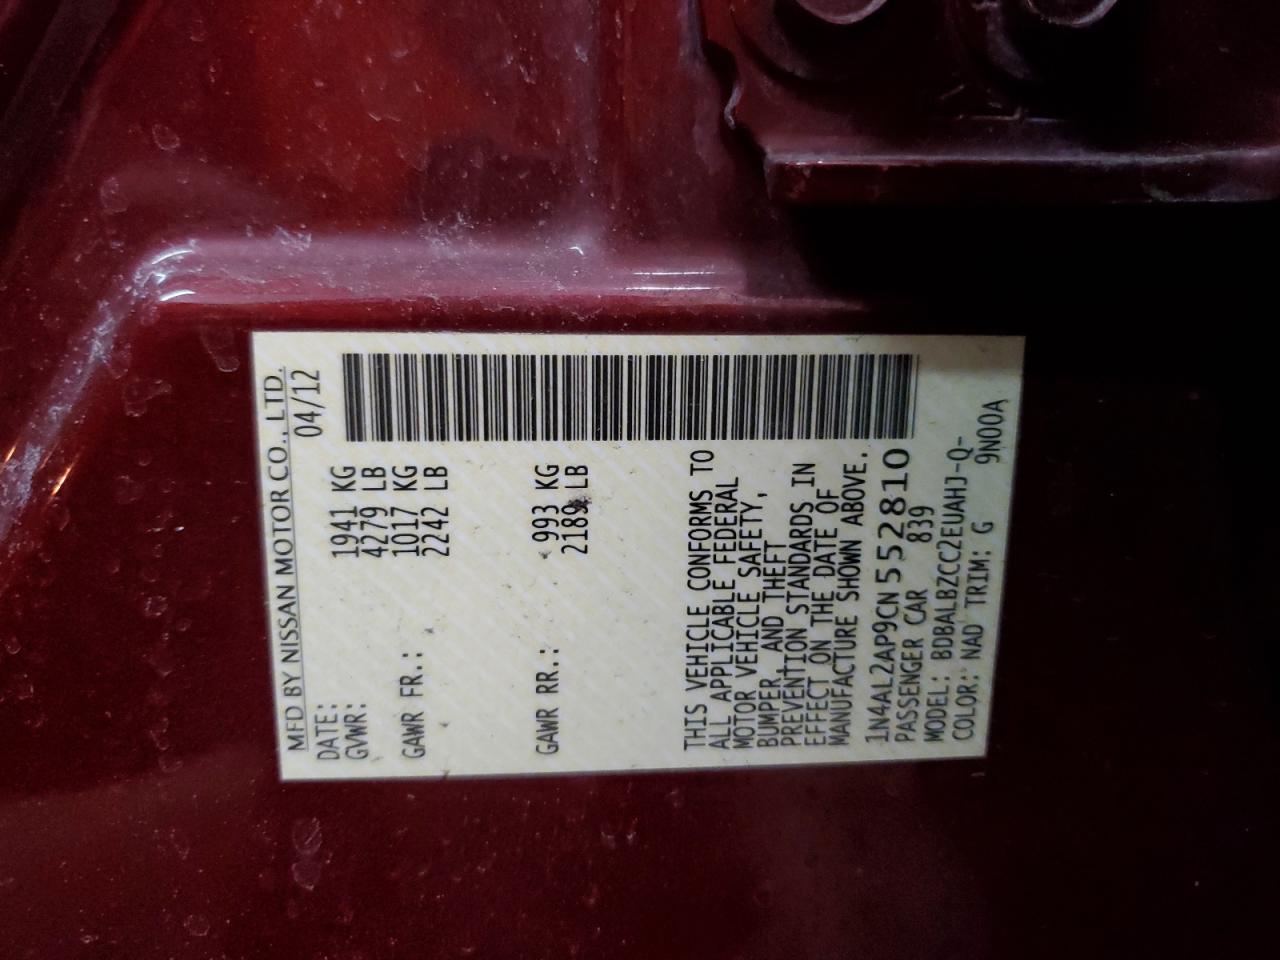 MFD BY NISSAN MOTOR CO., LTD.
DATE: 04/12
GVWR: 1941 KG
4279 LB
GAWR FR.: 1017 KG
2242 LB
GAWR RR.: 993 KG
2189 LB
THIS VEHICLE CONFORMS TO
ALL APPLICABLE FEDERAL
MOTOR VEHICLE SAFETY,
BUMPER, AND THEFT
PREVENTION STANDARDS IN
EFFECT ON THE DATE OF
MANUFACTURE SHOWN ABOVE.
1N4AL2AP9CN552810
PASSENGER CAR 839
MODEL: BDBALBZCC2EUAHJ-Q-
COLOR: NAD TRIM: G 9N00A